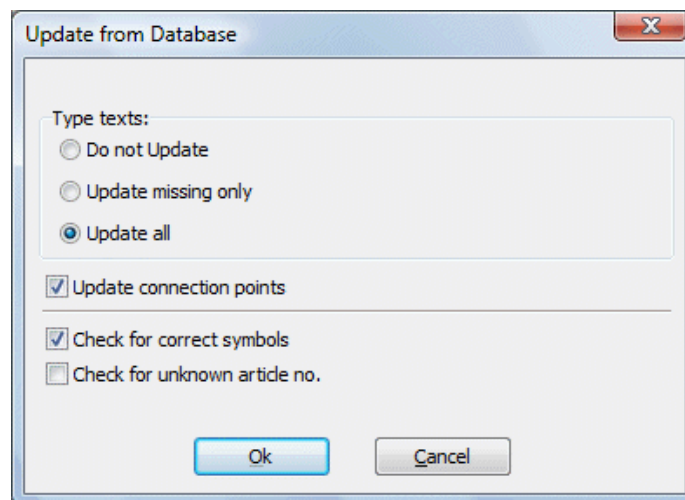 Update from Database
Type texts:
Do not Update
Update missing only
Update all
Update connection points
Check for correct symbols
Check for unknown article no.
Ok
Cancel